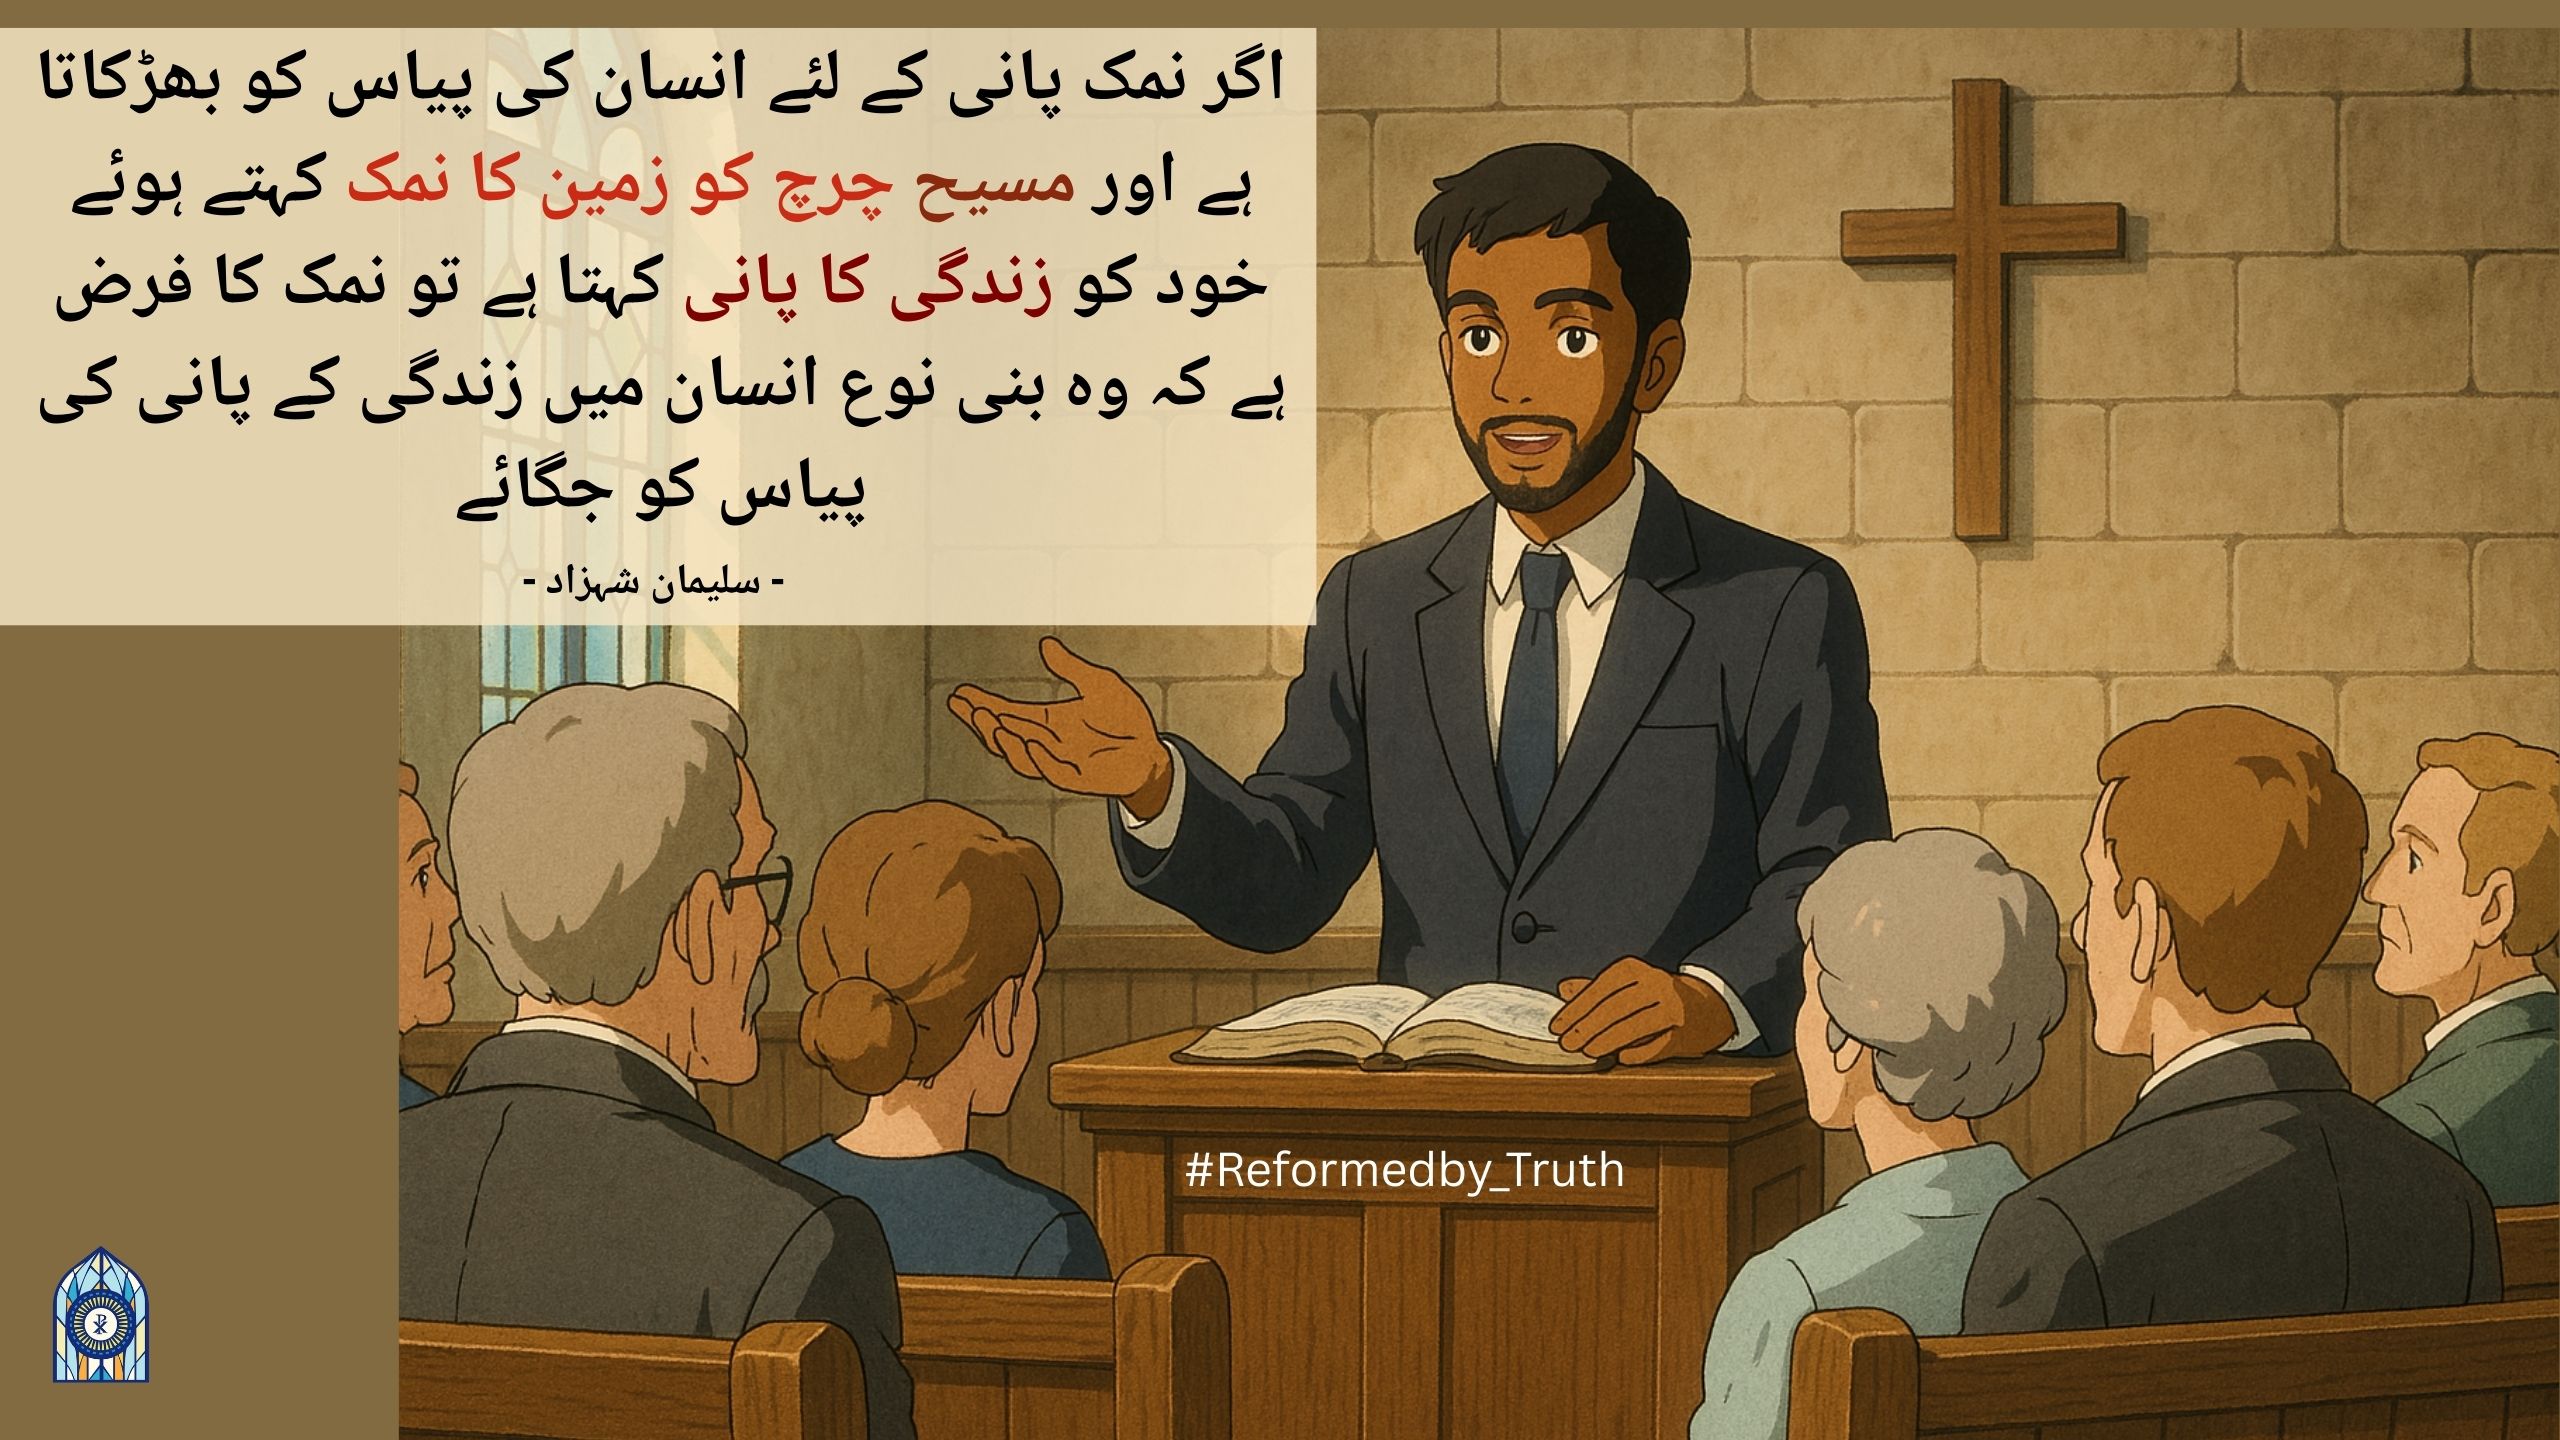 اگر نمک پانی کے لئے انسان کی پیاس کو بھڑکاتا
ہے اور مسیح چرچ کو زمین کا نمک کہتے ہوئے
خود کو زندگی کا پانی کہتا ہے تو نمک کا فرض
ہے کہ وہ بنی نوع انسان میں زندگی کے پانی کی
پیاس کو جگائے
- سلیمان شہزاد -
#Reformedby_Truth